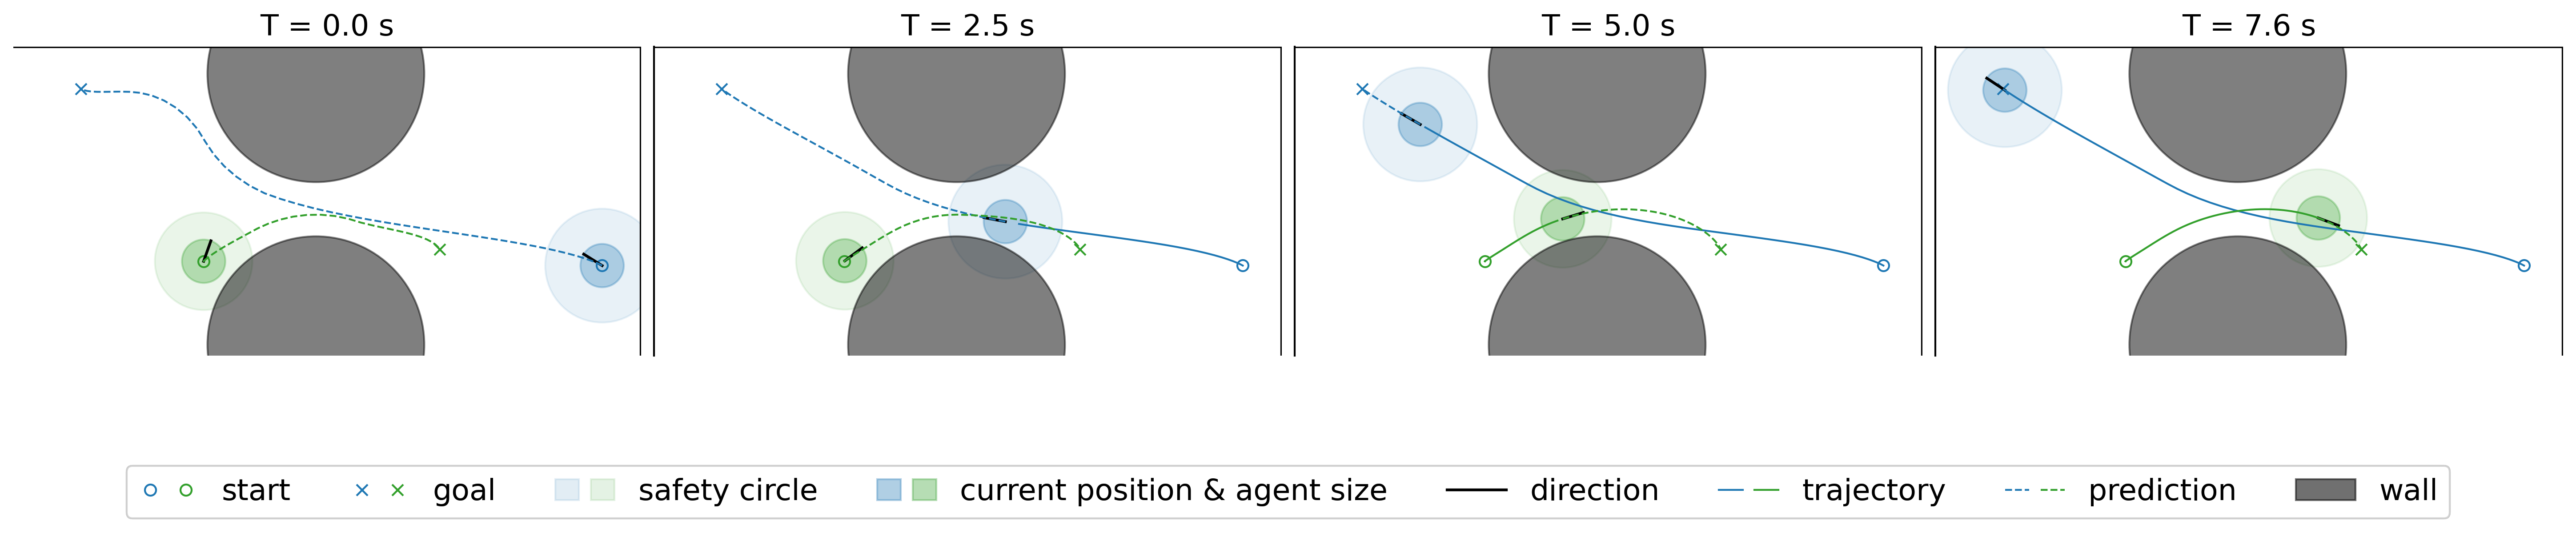 T = 0.0 s
T = 2.5 s
T = 5.0 s
T = 7.6 s
start goal safety circle current position & agent size direction trajectory prediction wall